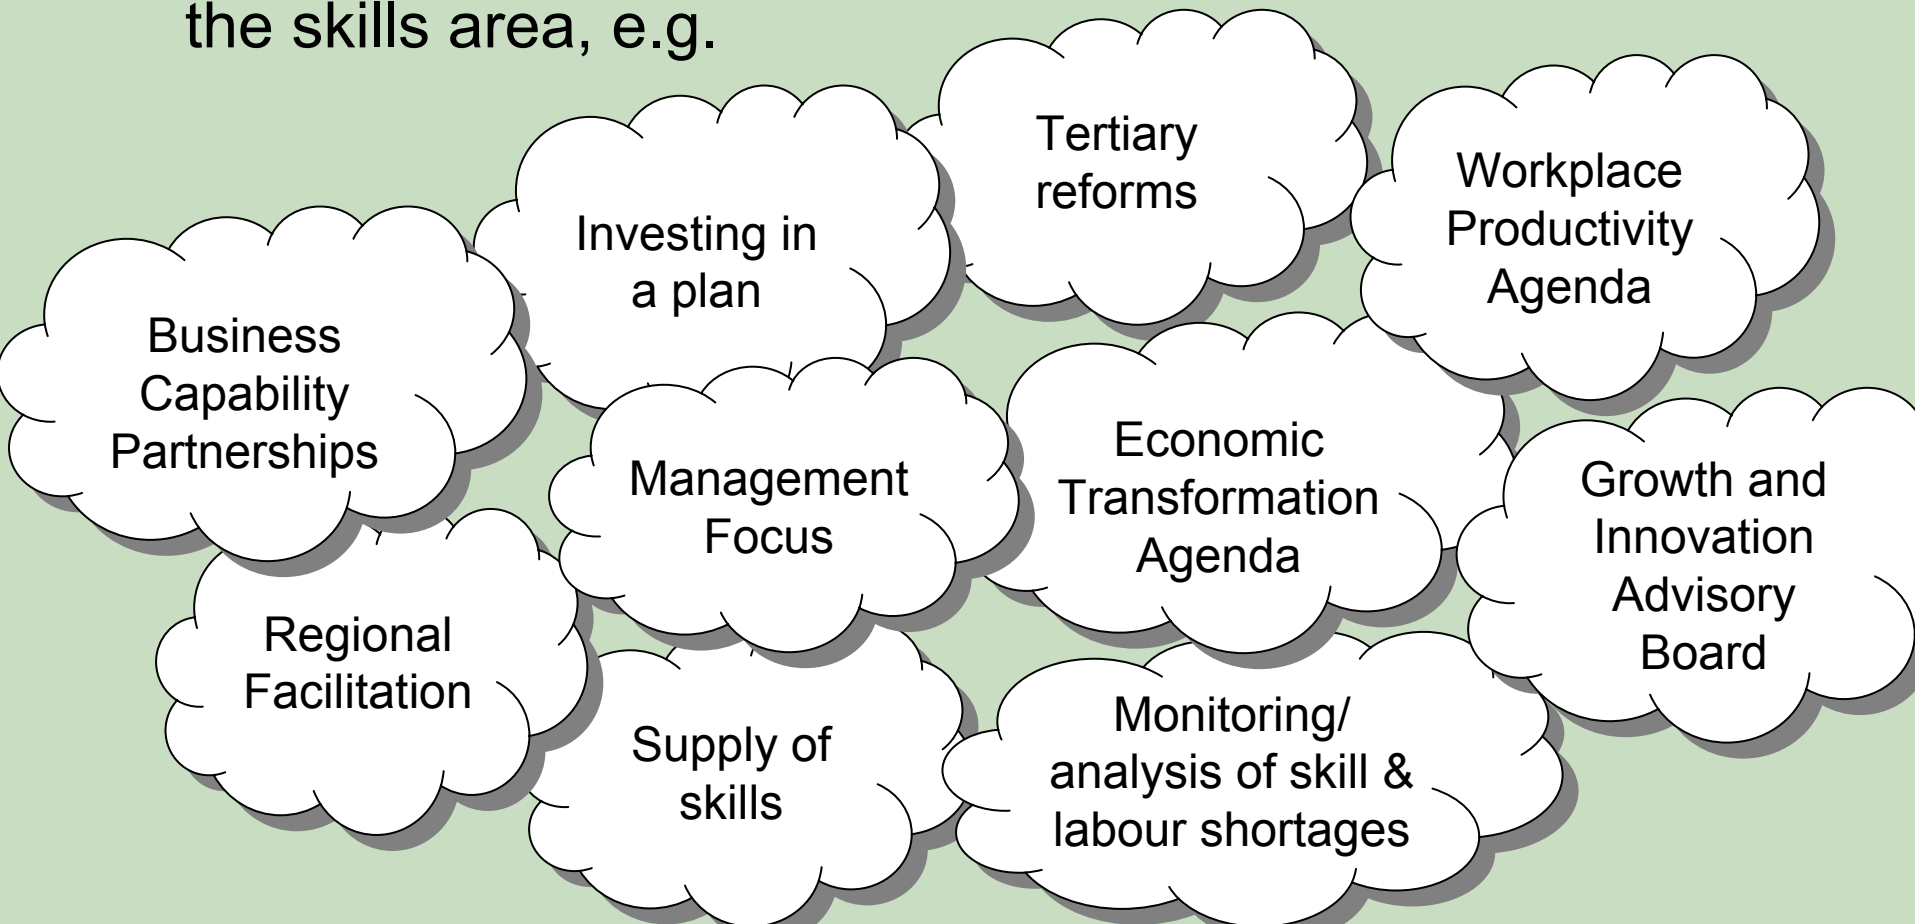 the skills area, e.g.
Tertiary
reforms
Workplace
Productivity
Agenda
Investing in
a plan
Business
Capability
Partnerships
Management
Focus
Economic
Transformation
Agenda
Growth and
Innovation
Advisory
Board
Regional
Facilitation
Supply of
skills
Monitoring/
analysis of skill &
labour shortages